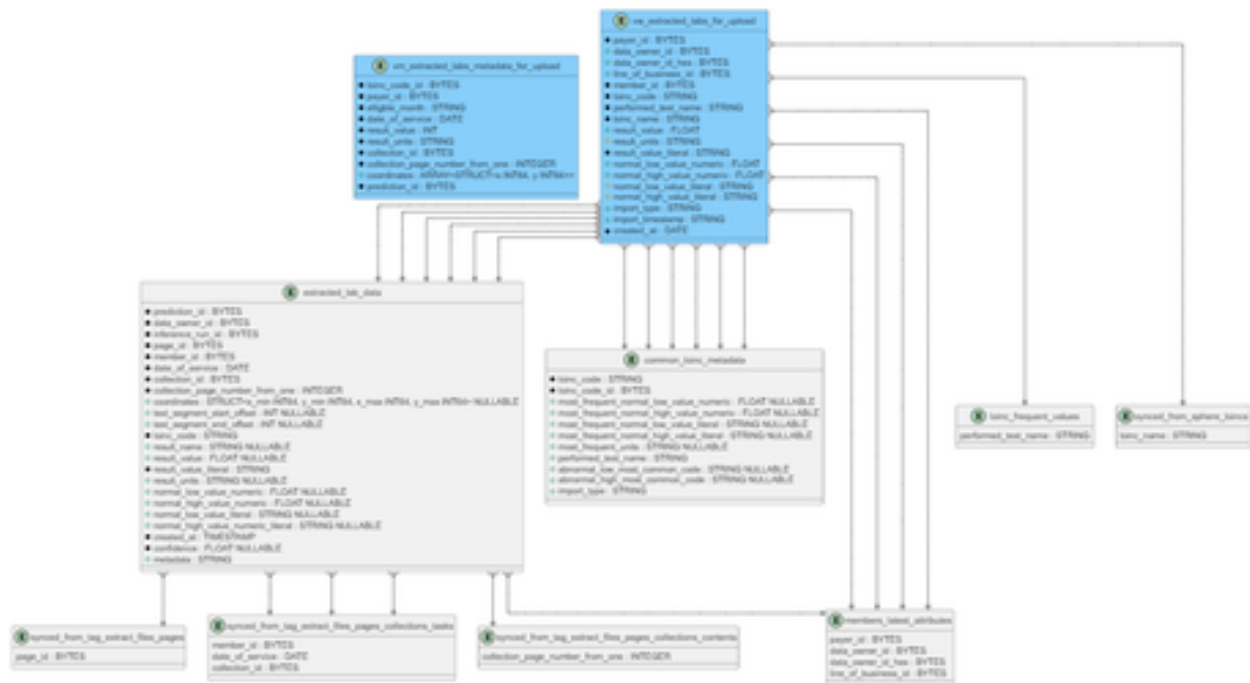 vw_extracted_labs_for_upload
payer_id : BYTES
data_owner_id : BYTES
data_owner_id_hex : BYTES
line_of_business_id : BYTES
member_id : BYTES
loinc_code : STRING
performed_test_name : STRING
loinc_name : STRING
result_value : FLOAT
result_units : STRING
result_value_literal : STRING
normal_low_value_numeric : FLOAT
normal_high_value_numeric : FLOAT
normal_low_value_literal : STRING
normal_high_value_literal : STRING
import_type : STRING
import_timestamp : STRING
created_at : DATE
vm_extracted_labs_metadata_for_upload
loinc_code_id : BYTES
payer_id : BYTES
eligible_month : STRING
date_of_service : DATE
result_value : INT
result_units : STRING
collection_id : BYTES
collection_page_number_from_one : INTEGER
coordinates : ARRAY<STRUCT<x INT64, y INT64>>
prediction_id : BYTES
extracted_lab_data
prediction_id : BYTES
data_owner_id : BYTES
inference_run_id : BYTES
page_id : BYTES
member_id : BYTES
date_of_service : DATE
collection_id : BYTES
collection_page_number_from_one : INTEGER
coordinates : STRUCT<x_min INT64, y_min INT64, x_max INT64, y_max INT64> NULLABLE
text_segment_start_offset : INT NULLABLE
text_segment_end_offset : INT NULLABLE
loinc_code : STRING
result_name : STRING NULLABLE
result_value : FLOAT NULLABLE
result_value_literal : STRING
result_units : STRING NULLABLE
normal_low_value_numeric : FLOAT NULLABLE
normal_high_value_numeric : FLOAT NULLABLE
normal_low_value_literal : STRING NULLABLE
normal_high_value_numeric_literal : STRING NULLABLE
created_at : TIMESTAMP
confidence : FLOAT NULLABLE
metadata : STRING
common_loinc_metadata
loinc_code : STRING
loinc_code_id : BYTES
most_frequent_normal_low_value_numeric : FLOAT NULLABLE
most_frequent_normal_high_value_numeric : FLOAT NULLABLE
most_frequent_normal_low_value_literal : STRING NULLABLE
most_frequent_normal_high_value_literal : STRING NULLABLE
most_frequent_units : STRING NULLABLE
performed_test_name : STRING
abnormal_low_most_common_code : STRING NULLABLE
abnormal_high_most_common_code : STRING NULLABLE
import_type : STRING
loinc_frequent_values
performed_test_name : STRING
synced_from_sphere_loincs
loinc_name : STRING
synced_from_tag_extract_files_pages
page_id : BYTES
synced_from_tag_extract_files_pages_collections_tasks
member_id : BYTES
date_of_service : DATE
collection_id : BYTES
synced_from_tag_extract_files_pages_collections_contents
collection_page_number_from_one : INTEGER
members_latest_attributes
payer_id : BYTES
data_owner_id : BYTES
data_owner_id_hex : BYTES
line_of_business_id : BYTES